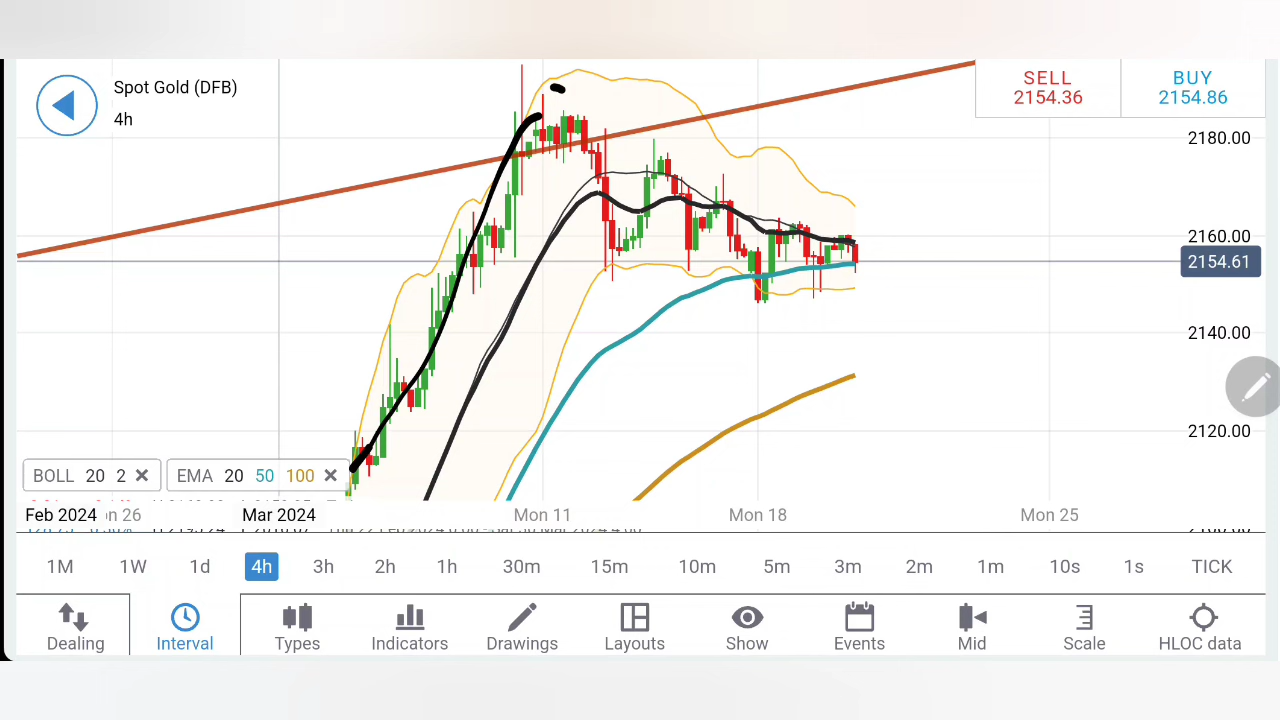 Spot Gold (DFB)
4h
SELL
2154.36
BUY
2154.86
2180.00
2160.00
2154.61
2140.00
2120.00
BOLL 20 2
EMA 20 50 100
Feb 2024
n 26
Mar 2024
Mon 11
Mon 18
Mon 25
1M 1W 1d 4h 3h 2h 1h 30m 15m 10m 5m 3m 2m 1m 10s 1s TICK
Dealing Interval Types Indicators Drawings Layouts Show Events Mid Scale HLOC data